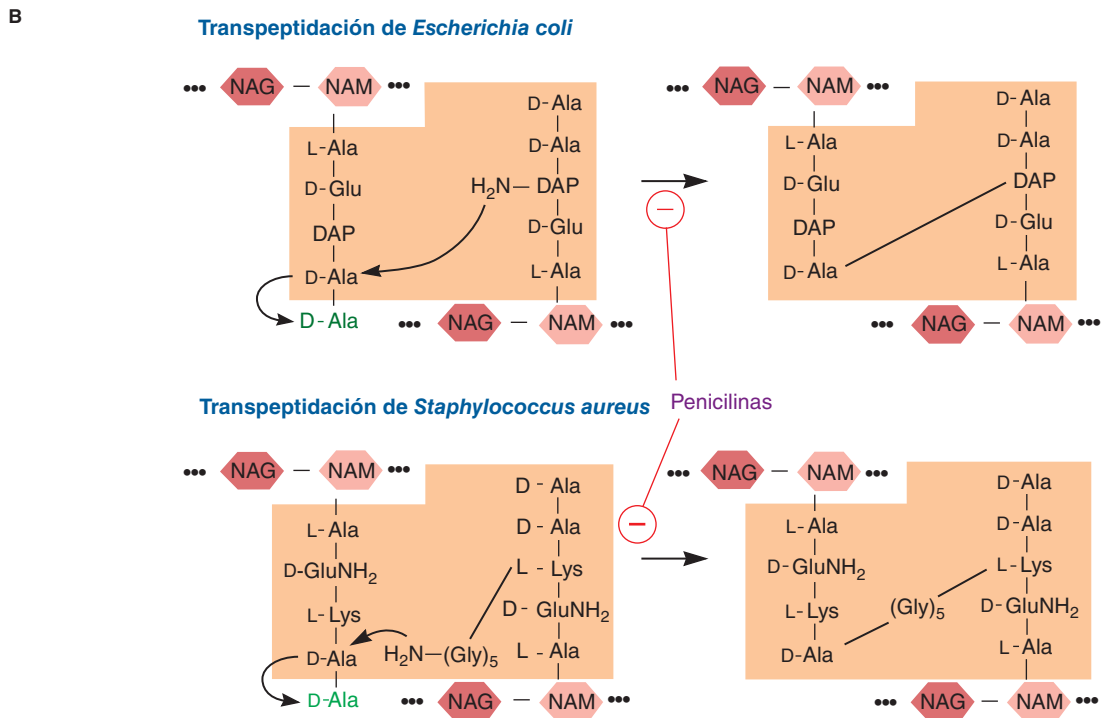 B
Transpeptidación de Escherichia coli
••• NAG — NAM •••
L-Ala
D-Glu
DAP
D-Ala
D-Ala
D-Ala
D-Ala
H₂N—DAP
D-Glu
L-Ala
••• NAG — NAM •••
−
••• NAG — NAM •••
L-Ala
D-Glu
DAP
D-Ala
D-Ala
D-Ala
DAP
D-Glu
L-Ala
••• NAG — NAM •••
Penicilinas
Transpeptidación de Staphylococcus aureus
••• NAG — NAM •••
L-Ala
D-GluNH₂
L-Lys
D-Ala
D-Ala
H₂N—(Gly)₅
D - Ala
D - Ala
L - Lys
D - GluNH₂
L - Ala
••• NAG — NAM •••
−
••• NAG — NAM •••
L-Ala
D-GluNH₂
L-Lys
D-Ala
(Gly)₅
D-Ala
D-Ala
L-Lys
D-GluNH₂
L-Ala
••• NAG — NAM •••